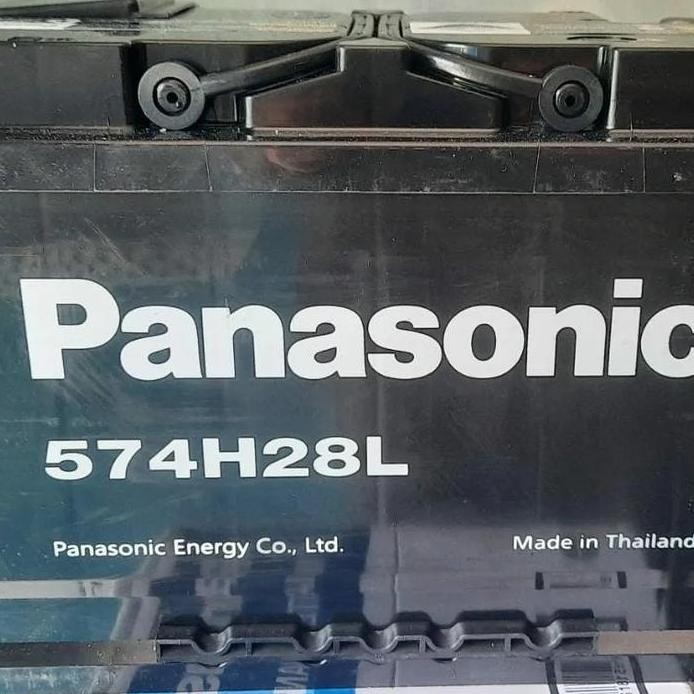 Panasonic
574H28L
Panasonic Energy Co., Ltd.
Made in Thailand